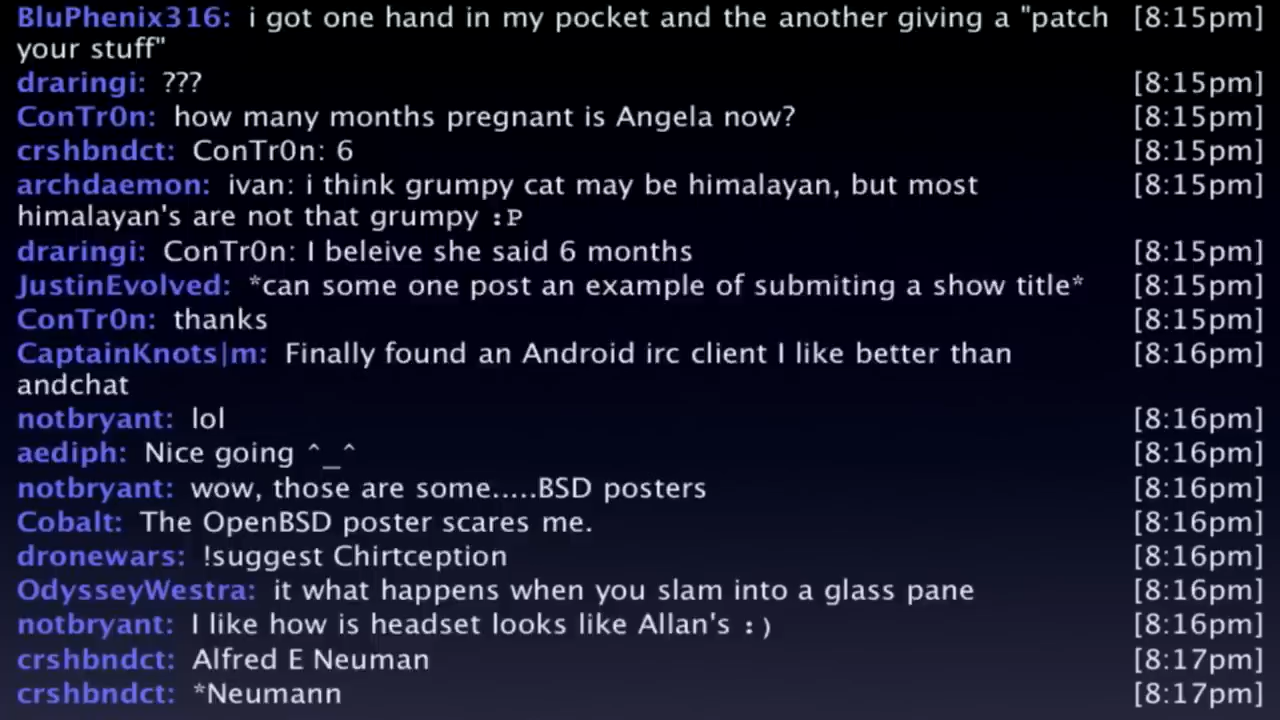 BluPhenix316: i got one hand in my pocket and the another giving a "patch [8:15pm]
your stuff"
draringi: ??? [8:15pm]
ConTr0n: how many months pregnant is Angela now? [8:15pm]
crshbndct: ConTr0n: 6 [8:15pm]
archdaemon: ivan: i think grumpy cat may be himalayan, but most [8:15pm]
himalayan's are not that grumpy :P
draringi: ConTr0n: I beleive she said 6 months [8:15pm]
JustinEvolved: *can some one post an example of submiting a show title* [8:15pm]
ConTr0n: thanks [8:15pm]
CaptainKnots|m: Finally found an Android irc client I like better than [8:16pm]
andchat
notbryant: lol [8:16pm]
aediph: Nice going ^_^ [8:16pm]
notbryant: wow, those are some.....BSD posters [8:16pm]
Cobalt: The OpenBSD poster scares me. [8:16pm]
dronewars: !suggest Chirtception [8:16pm]
OdysseyWestra: it what happens when you slam into a glass pane [8:16pm]
notbryant: I like how is headset looks like Allan's :) [8:16pm]
crshbndct: Alfred E Neuman [8:17pm]
crshbndct: *Neumann [8:17pm]